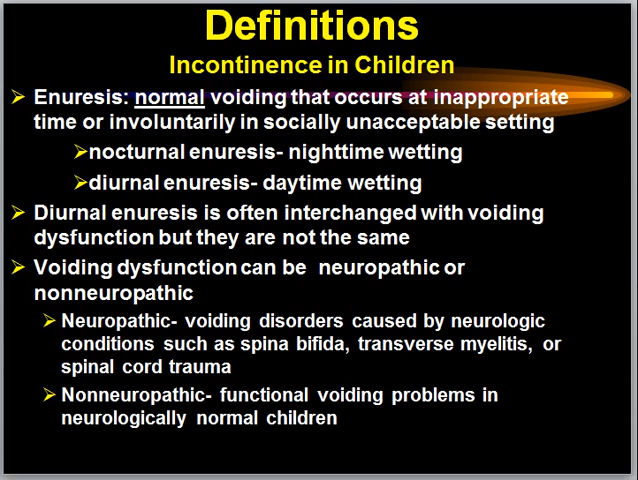 Definitions
Incontinence in Children
Enuresis: normal voiding that occurs at inappropriate
time or involuntarily in socially unacceptable setting
nocturnal enuresis- nighttime wetting
diurnal enuresis- daytime wetting
Diurnal enuresis is often interchanged with voiding
dysfunction but they are not the same
Voiding dysfunction can be neuropathic or
nonneuropathic
Neuropathic- voiding disorders caused by neurologic
conditions such as spina bifida, transverse myelitis, or
spinal cord trauma
Nonneuropathic- functional voiding problems in
neurologically normal children